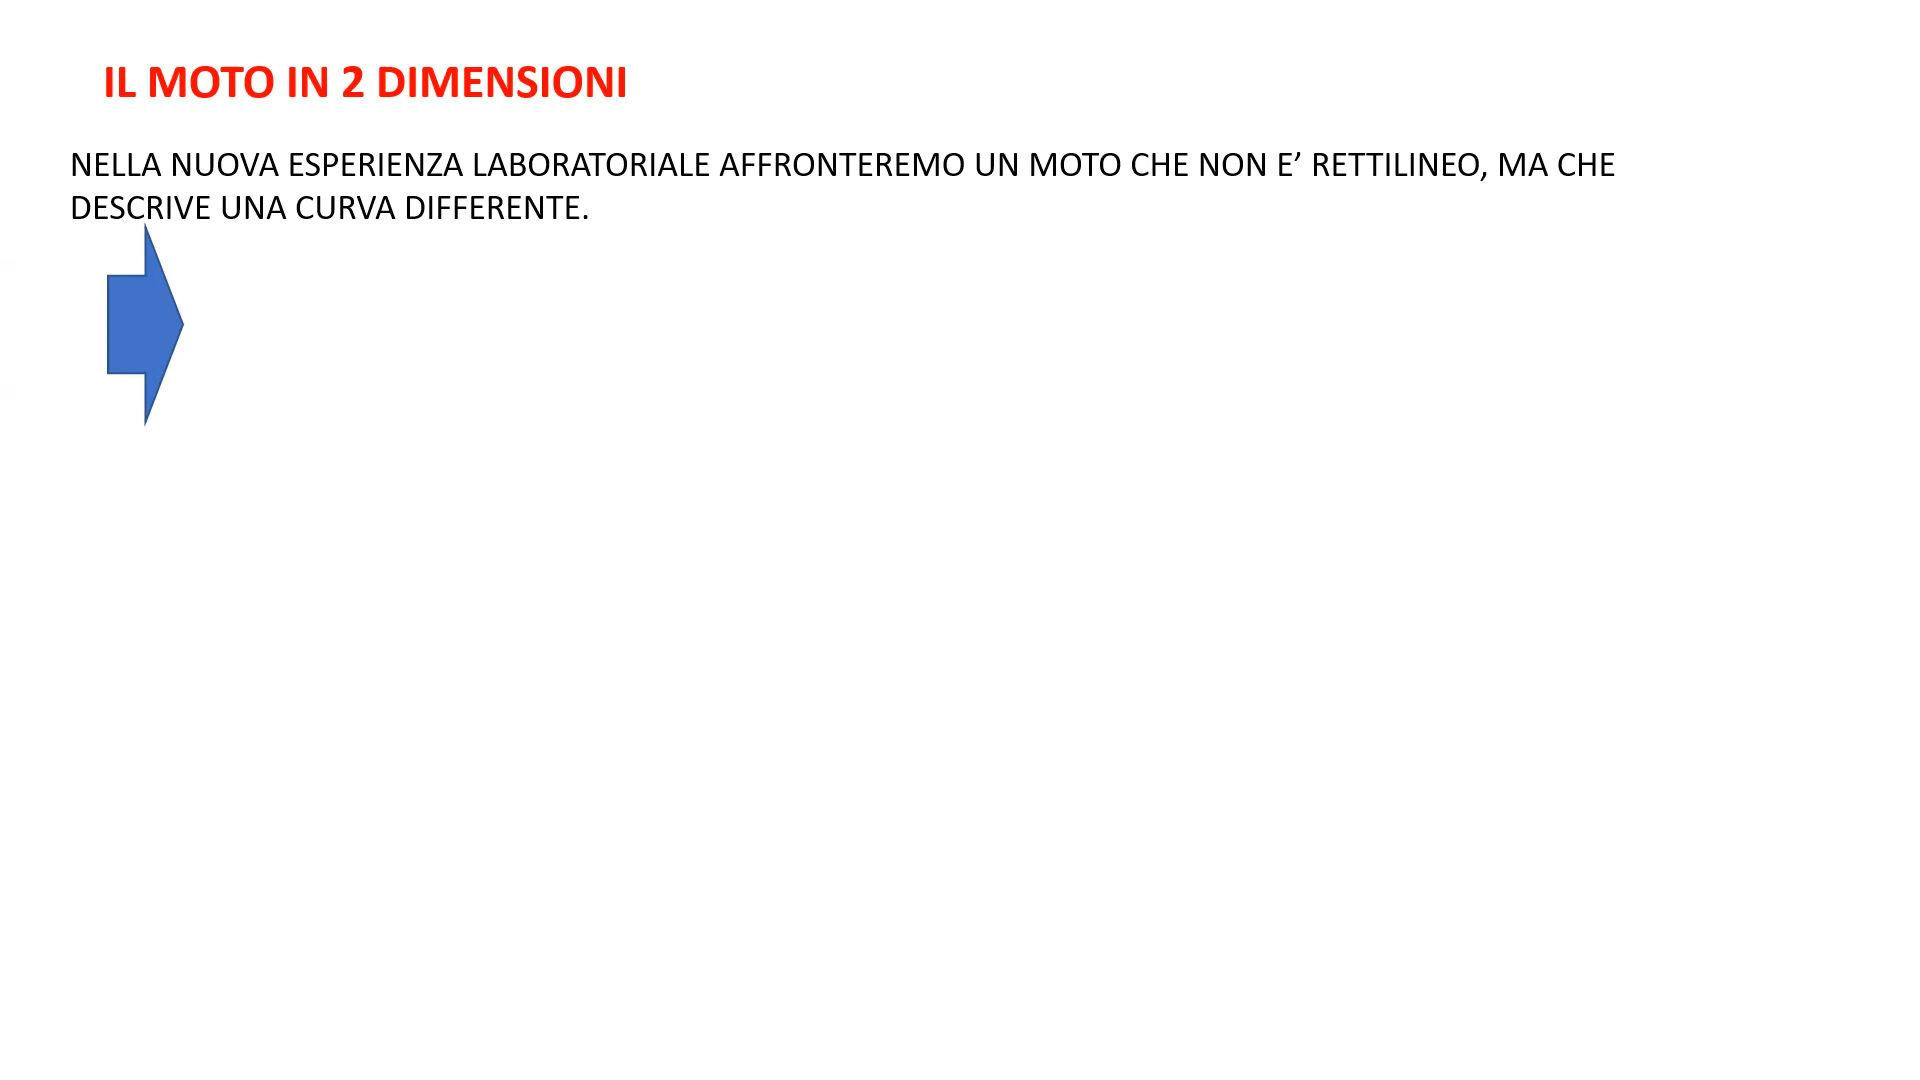 IL MOTO IN 2 DIMENSIONI
NELLA NUOVA ESPERIENZA LABORATORIALE AFFRONTEREMO UN MOTO CHE NON E’ RETTILINEO, MA CHE
DESCRIVE UNA CURVA DIFFERENTE.